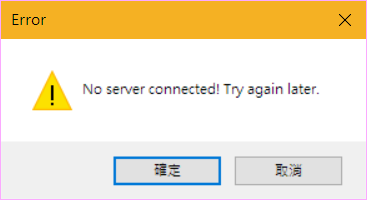 Error
No server connected! Try again later.
確定
取消